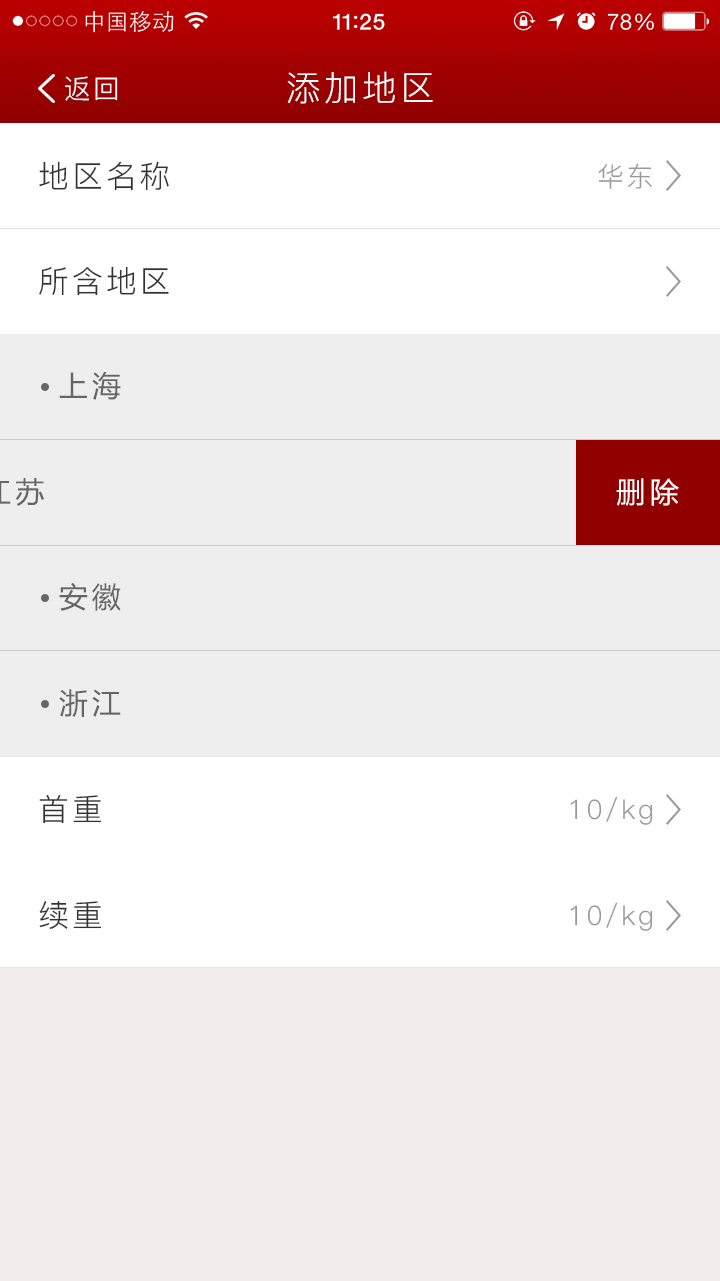 中国移动 11:25 78%
返回 添加地区
地区名称 华东
所含地区
• 上海
江苏 删除
• 安徽
• 浙江
首重 10/kg
续重 10/kg